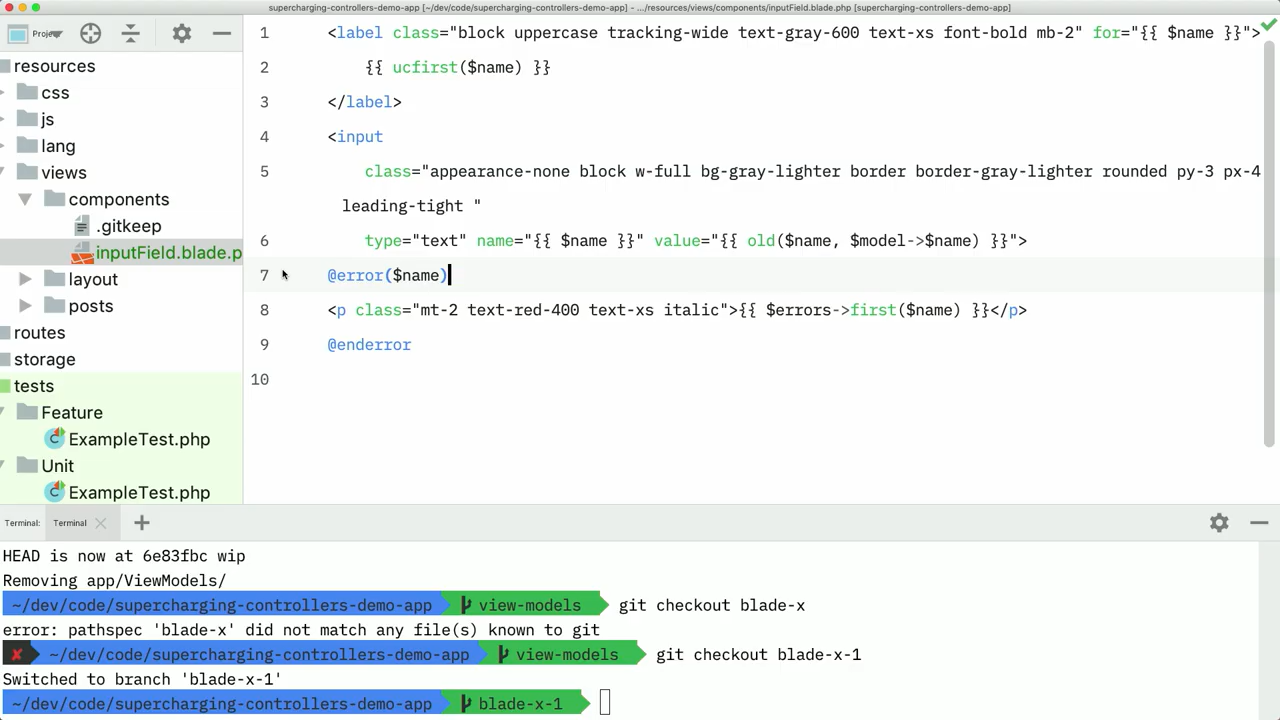 supercharging-controllers-demo-app [~/dev/code/supercharging-controllers-demo-app] - .../resources/views/components/inputField.blade.php [supercharging-controllers-demo-app]
Proje
resources
css
js
lang
views
components
.gitkeep
inputField.blade.p
layout
posts
routes
storage
tests
Feature
ExampleTest.php
Unit
ExampleTest.php
1 <label class="block uppercase tracking-wide text-gray-600 text-xs font-bold mb-2" for="{{ $name }}">
2 {{ ucfirst($name) }}
3 </label>
4 <input
5 class="appearance-none block w-full bg-gray-lighter border border-gray-lighter rounded py-3 px-4
leading-tight "
6 type="text" name="{{ $name }}" value="{{ old($name, $model->$name) }}">
7 @error($name)
8 <p class="mt-2 text-red-400 text-xs italic">{{ $errors->first($name) }}</p>
9 @enderror
10
Terminal: Terminal
HEAD is now at 6e83fbc wip
Removing app/ViewModels/
~/dev/code/supercharging-controllers-demo-app view-models git checkout blade-x
error: pathspec 'blade-x' did not match any file(s) known to git
✘ ~/dev/code/supercharging-controllers-demo-app view-models git checkout blade-x-1
Switched to branch 'blade-x-1'
~/dev/code/supercharging-controllers-demo-app blade-x-1